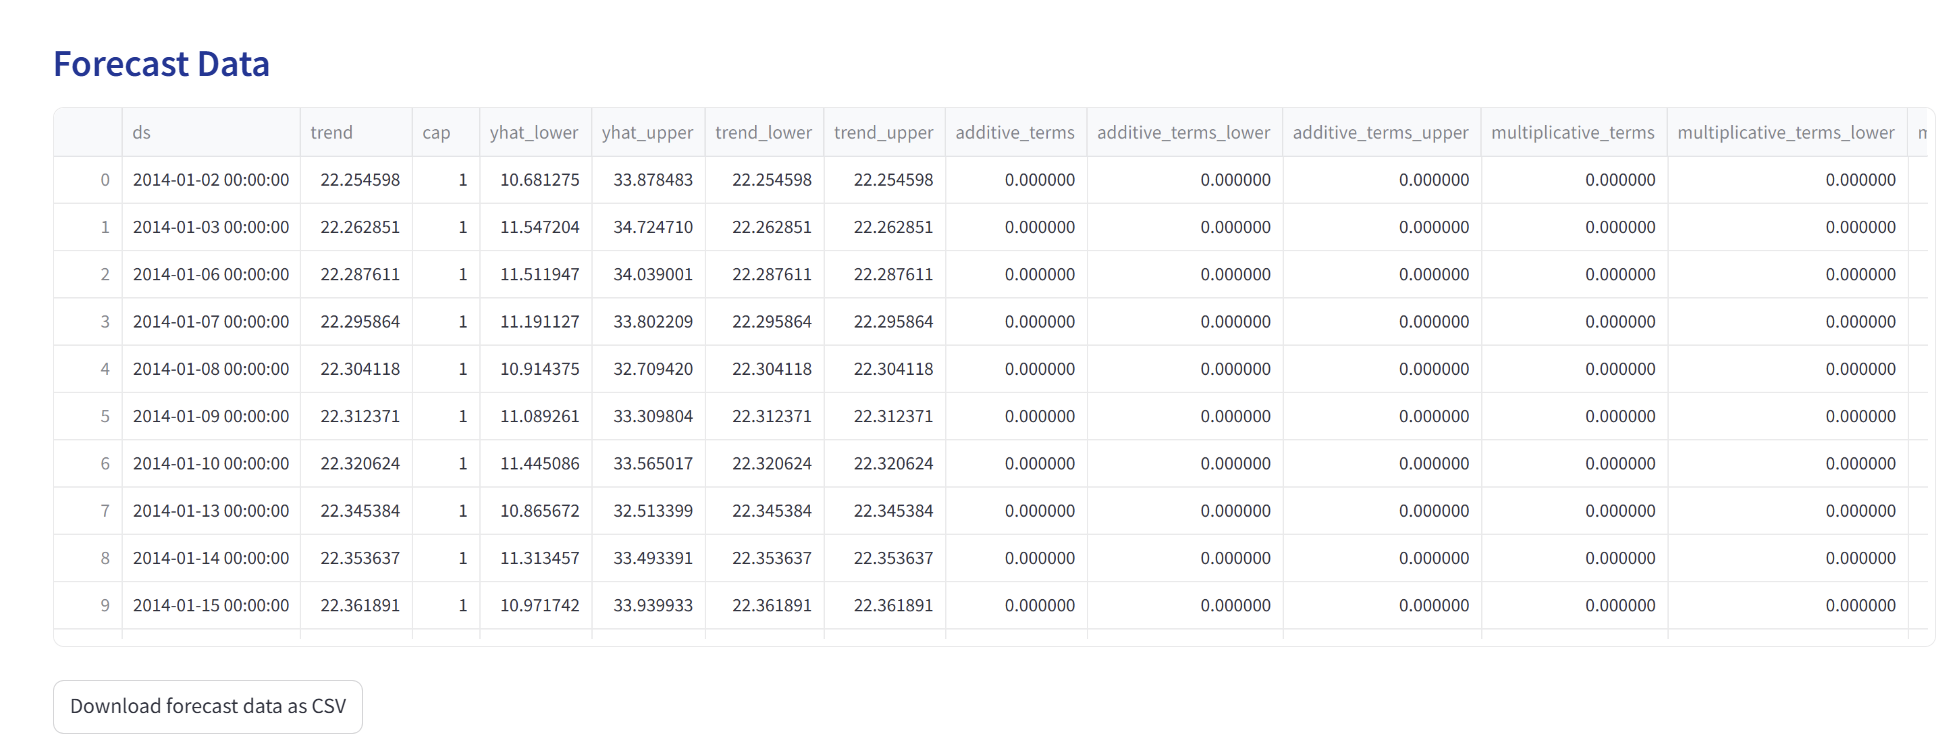 Forecast Data
ds trend cap yhat_lower yhat_upper trend_lower trend_upper additive_terms additive_terms_lower additive_terms_upper multiplicative_terms multiplicative_terms_lower
0 2014-01-02 00:00:00 22.254598 1 10.681275 33.878483 22.254598 22.254598 0.000000 0.000000 0.000000 0.000000 0.000000
1 2014-01-03 00:00:00 22.262851 1 11.547204 34.724710 22.262851 22.262851 0.000000 0.000000 0.000000 0.000000 0.000000
2 2014-01-06 00:00:00 22.287611 1 11.511947 34.039001 22.287611 22.287611 0.000000 0.000000 0.000000 0.000000 0.000000
3 2014-01-07 00:00:00 22.295864 1 11.191127 33.802209 22.295864 22.295864 0.000000 0.000000 0.000000 0.000000 0.000000
4 2014-01-08 00:00:00 22.304118 1 10.914375 32.709420 22.304118 22.304118 0.000000 0.000000 0.000000 0.000000 0.000000
5 2014-01-09 00:00:00 22.312371 1 11.089261 33.309804 22.312371 22.312371 0.000000 0.000000 0.000000 0.000000 0.000000
6 2014-01-10 00:00:00 22.320624 1 11.445086 33.565017 22.320624 22.320624 0.000000 0.000000 0.000000 0.000000 0.000000
7 2014-01-13 00:00:00 22.345384 1 10.865672 32.513399 22.345384 22.345384 0.000000 0.000000 0.000000 0.000000 0.000000
8 2014-01-14 00:00:00 22.353637 1 11.313457 33.493391 22.353637 22.353637 0.000000 0.000000 0.000000 0.000000 0.000000
9 2014-01-15 00:00:00 22.361891 1 10.971742 33.939933 22.361891 22.361891 0.000000 0.000000 0.000000 0.000000 0.000000
Download forecast data as CSV